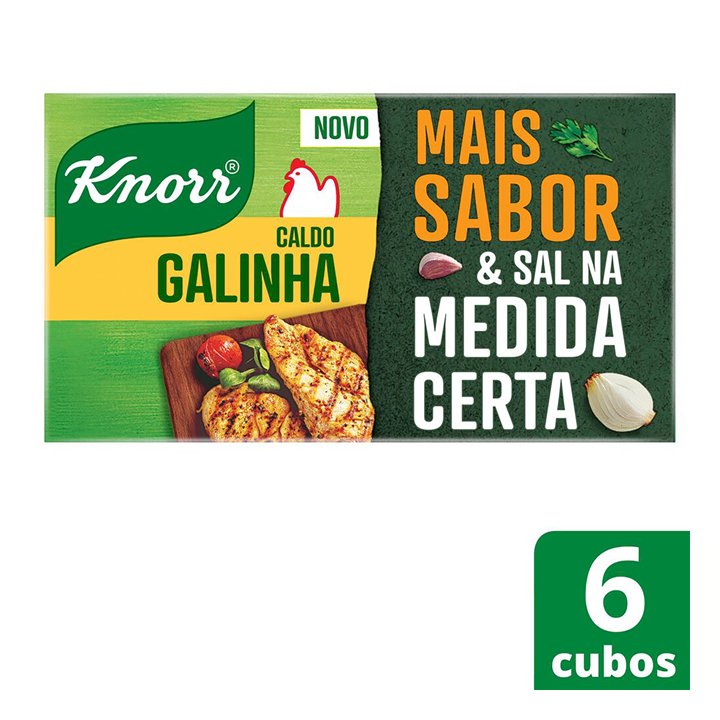 Knorr®
NOVO
CALDO
GALINHA
MAIS
SABOR
& SAL NA
MEDIDA
CERTA
6
cubos